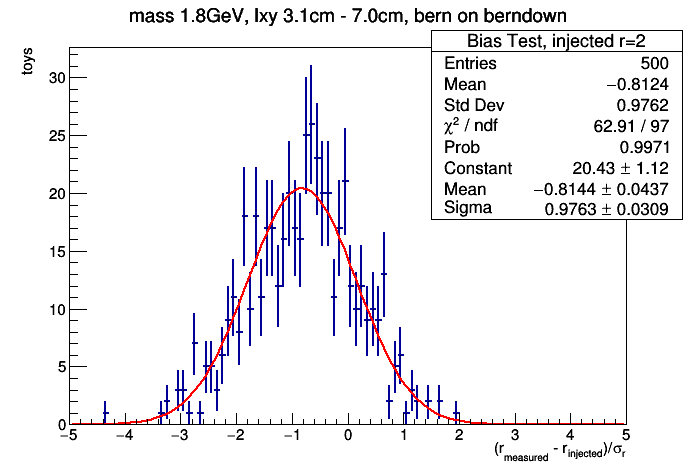 mass 1.8GeV, lxy 3.1cm - 7.0cm, bern on berndown
Bias Test, injected r=2
Entries 500
Mean −0.8124
Std Dev 0.9762
χ² / ndf 62.91 / 97
Prob 0.9971
Constant 20.43 ± 1.12
Mean −0.8144 ± 0.0437
Sigma 0.9763 ± 0.0309
toys
30
25
20
15
10
5
0
−5 −4 −3 −2 −1 0 1 2 3 4 5
(r_measured - r_injected)/σ_r